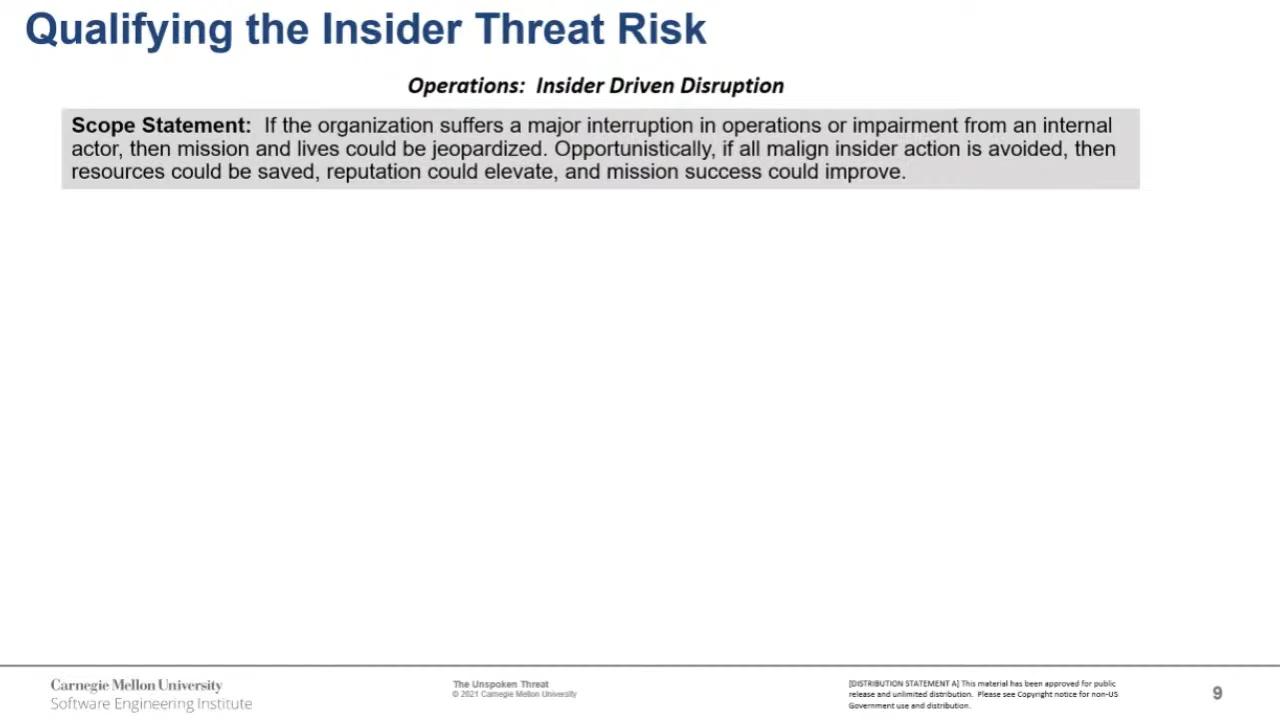 Qualifying the Insider Threat Risk
Operations: Insider Driven Disruption
Scope Statement: If the organization suffers a major interruption in operations or impairment from an internal
actor, then mission and lives could be jeopardized. Opportunistically, if all malign insider action is avoided, then
resources could be saved, reputation could elevate, and mission success could improve.
Carnegie Mellon University
Software Engineering Institute
The Unspoken Threat
© 2021 Carnegie Mellon University
[DISTRIBUTION STATEMENT A] This material has been approved for public
release and unlimited distribution. Please see Copyright notice for non-US
Government use and distribution.
9